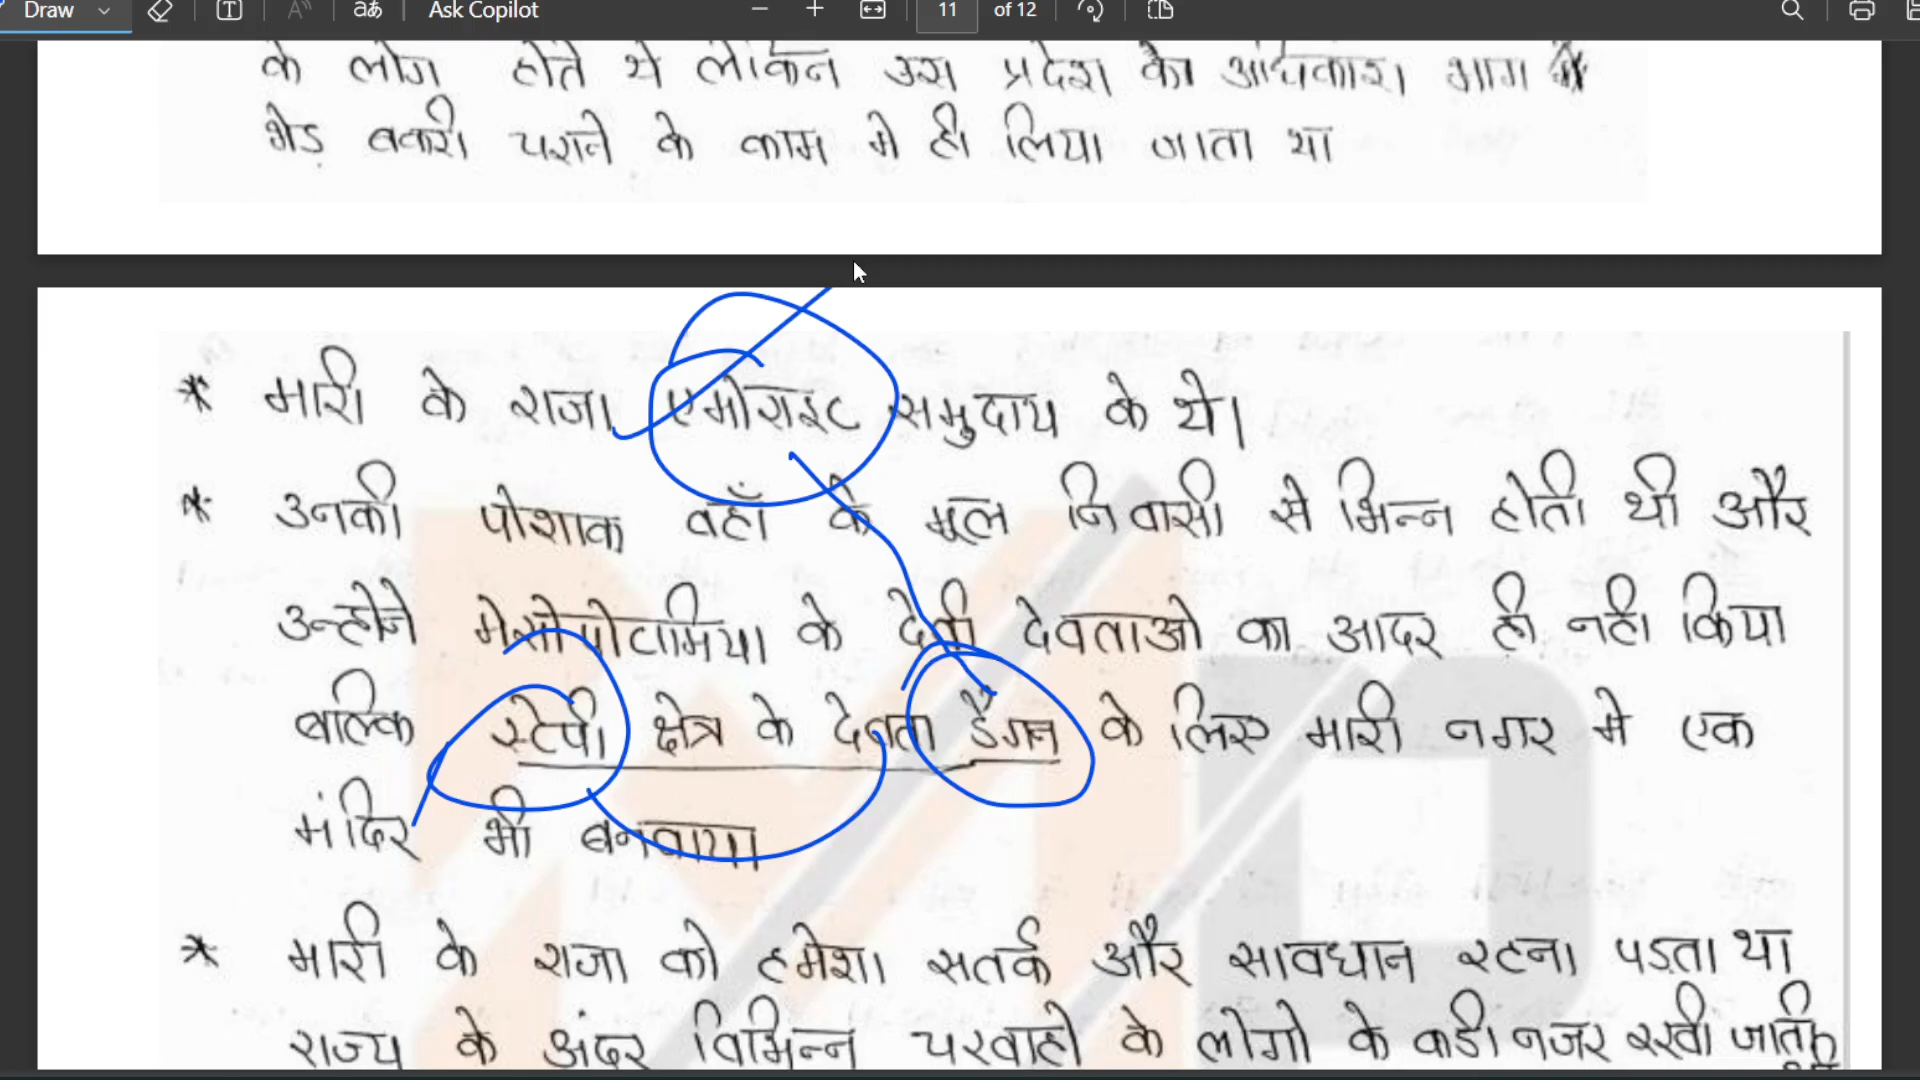 Draw
Ask Copilot
11 of 12
के लोग होते थे लेकिन उस प्रदेश का अधिकांश भाग
भेड बकरी चराने के काम मे ही लिया जाता था
* मारी के राजा एमोराइट समुदाय के थे।
* उनकी पोशाक वहाँ के मूल निवासी से भिन्न होती थी और
उन्होने मेसोपोटामिया के देवी देवताओ का आदर ही नही किया
बल्कि स्टेपी क्षेत्र के देवता डैगन के लिए मारी नगर मे एक
मंदिर भी बनवाया
* मारी के राजा को हमेशा सतर्क और सावधान रहना पड़ता था
राज्य के अंदर विभिन्न चरवाहो के लोगो के कडी नजर रखी जाती थी